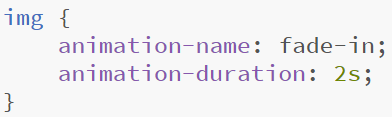 img {
    animation-name: fade-in;
    animation-duration: 2s;
}